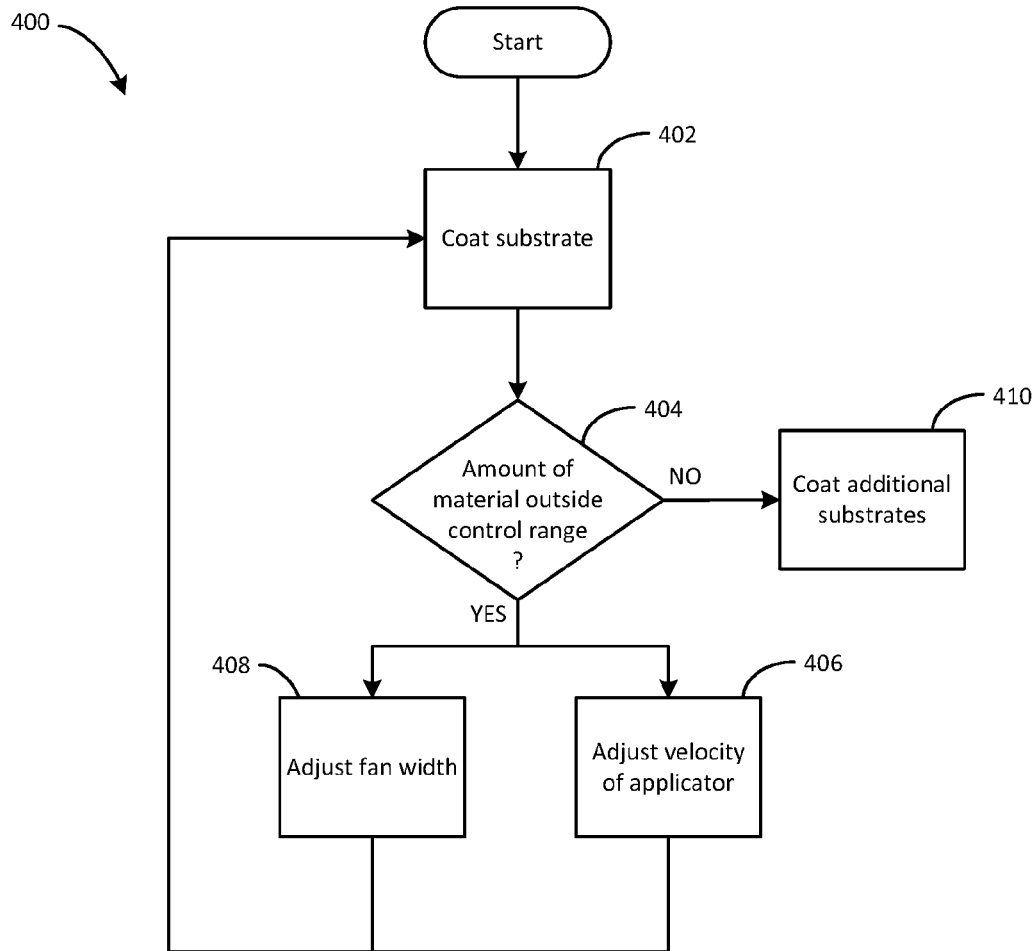 400
Start
402
Coat substrate
404
410
Amount of
material outside
control range
?
NO
Coat additional
substrates
YES
408
406
Adjust fan width
Adjust velocity
of applicator